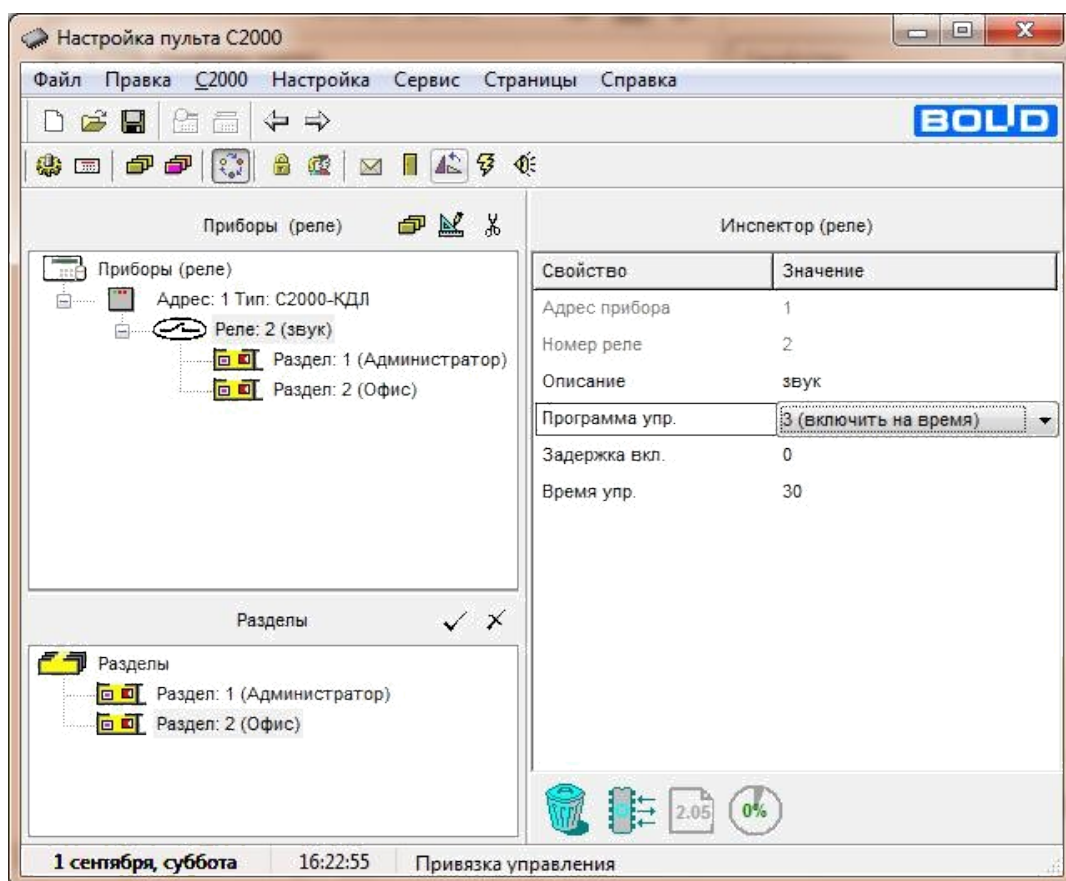 Настройка пульта С2000
Файл Правка С2000 Настройка Сервис Страницы Справка
BOLID
Приборы (реле)
Инспектор (реле)
Приборы (реле)
Адрес: 1 Тип: С2000-КДЛ
Реле: 2 (звук)
Раздел: 1 (Администратор)
Раздел: 2 (Офис)
Свойство Значение
Адрес прибора 1
Номер реле 2
Описание звук
Программа упр. 3 (включить на время)
Задержка вкл. 0
Время упр. 30
Разделы
Разделы
Раздел: 1 (Администратор)
Раздел: 2 (Офис)
2.05 0%
1 сентября, суббота 16:22:55 Привязка управления